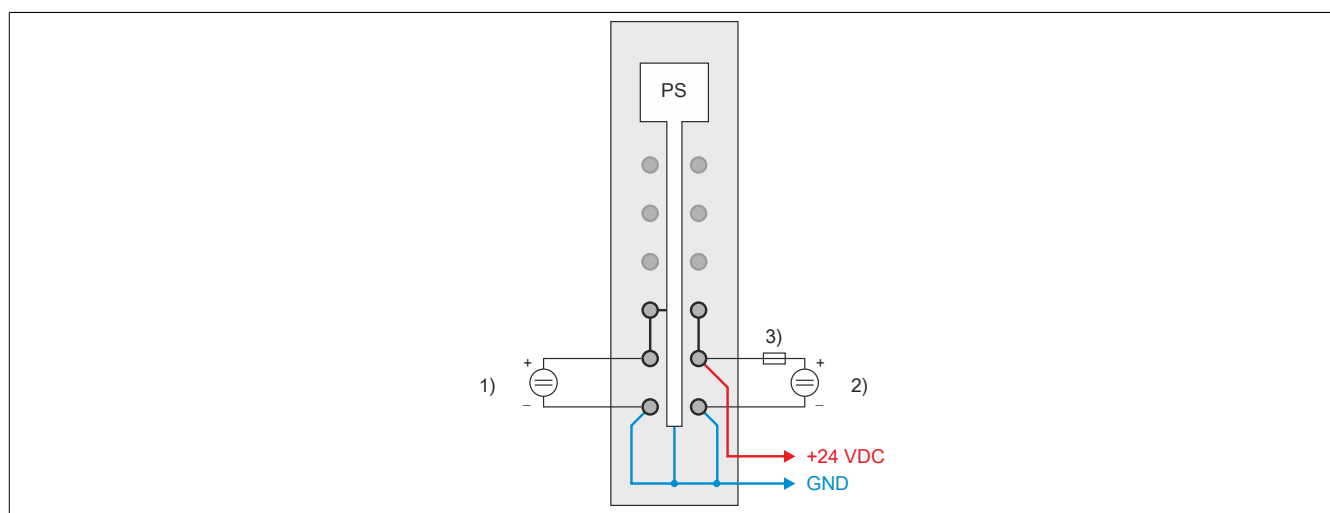 PS
3)
+
+
1)
2)
–
–
+24 VDC
GND